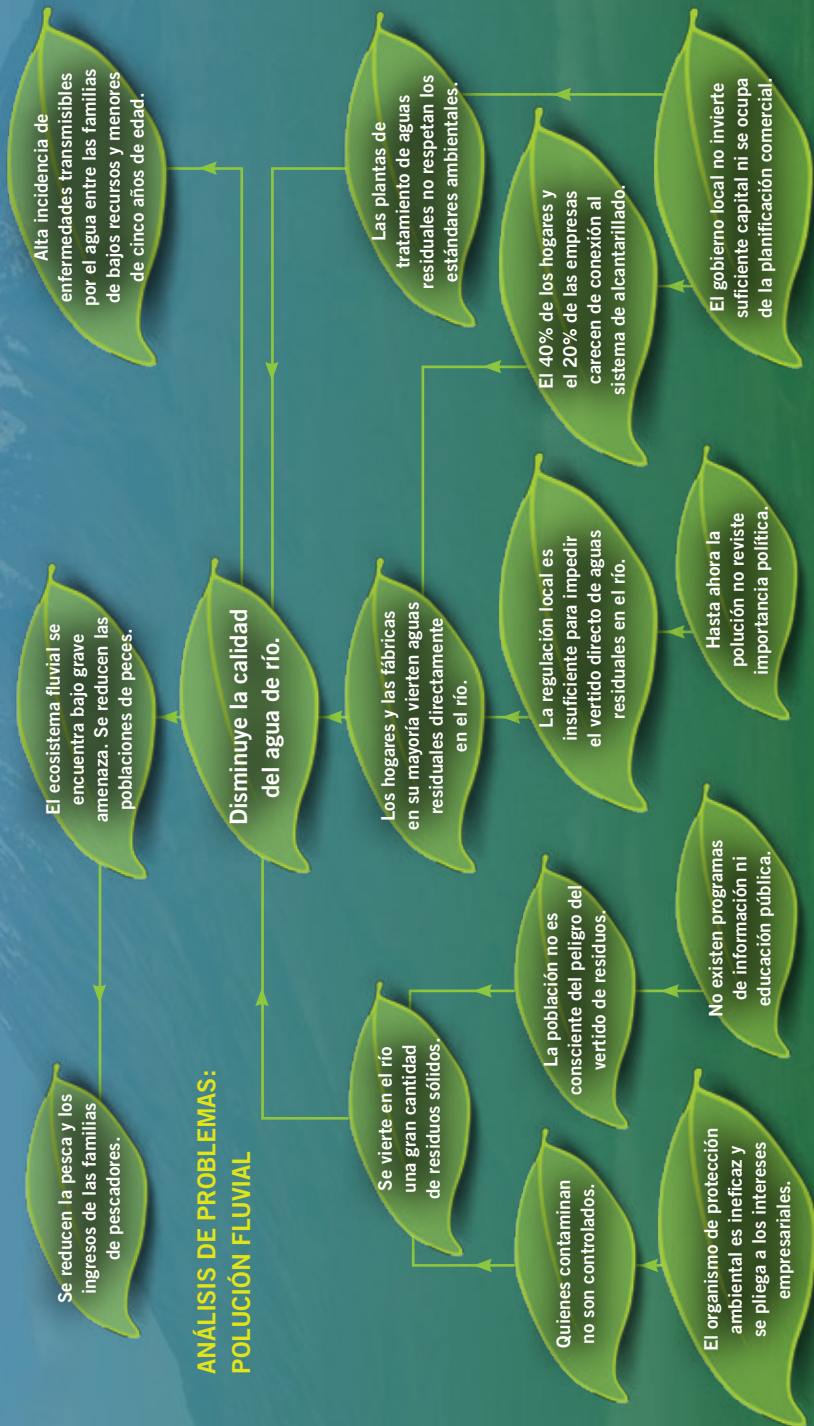 Se reducen la pesca y los
ingresos de las familias
de pescadores.
El ecosistema fluvial se
encuentra bajo grave
amenaza. Se reducen las
poblaciones de peces.
Alta incidencia de
enfermedades transmisibles
por el agua entre las familias
de bajos recursos y menores
de cinco años de edad.
ANÁLISIS DE PROBLEMAS:
POLUCIÓN FLUVIAL
Disminuye la calidad
del agua de río.
Se vierte en el río
una gran cantidad
de residuos sólidos.
Los hogares y las fábricas
en su mayoría vierten aguas
residuales directamente
en el río.
Las plantas de
tratamiento de aguas
residuales no respetan los
estándares ambientales.
Quienes contaminan
no son controlados.
La población no es
consciente del peligro del
vertido de residuos.
La regulación local es
insuficiente para impedir
el vertido directo de aguas
residuales en el río.
El 40% de los hogares y
el 20% de las empresas
carecen de conexión al
sistema de alcantarillado.
El organismo de protección
ambiental es ineficaz y
se pliega a los intereses
empresariales.
No existen programas
de información ni
educación pública.
Hasta ahora la
polución no reviste
importancia política.
El gobierno local no invierte
suficiente capital ni se ocupa
de la planificación comercial.